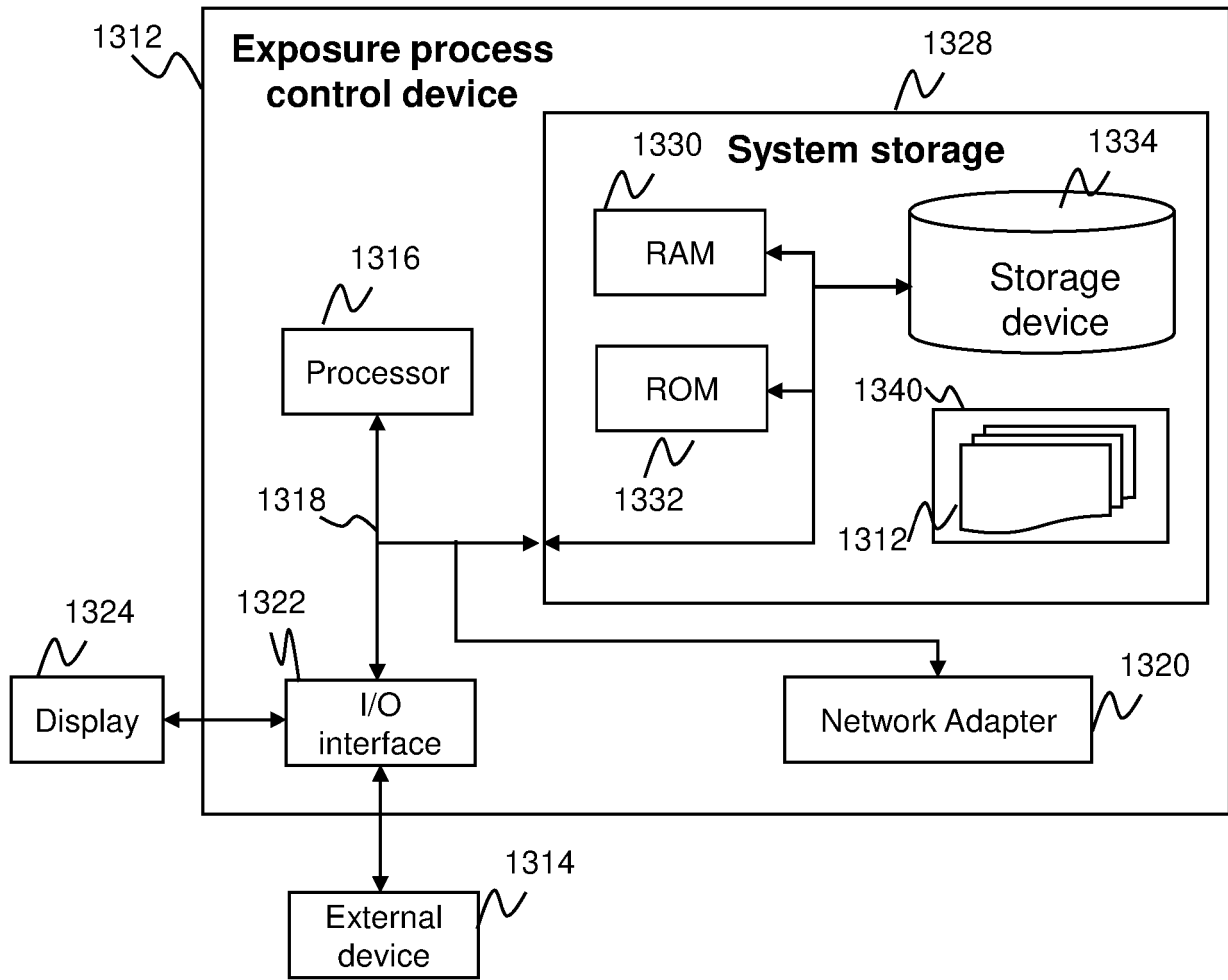 1312
Exposure process
control device
1328
System storage
1330
1334
RAM
Storage
device
1316
Processor
ROM
1332
1340
1312
1318
1324
1322
Display
I/O
interface
1320
Network Adapter
1314
External
device